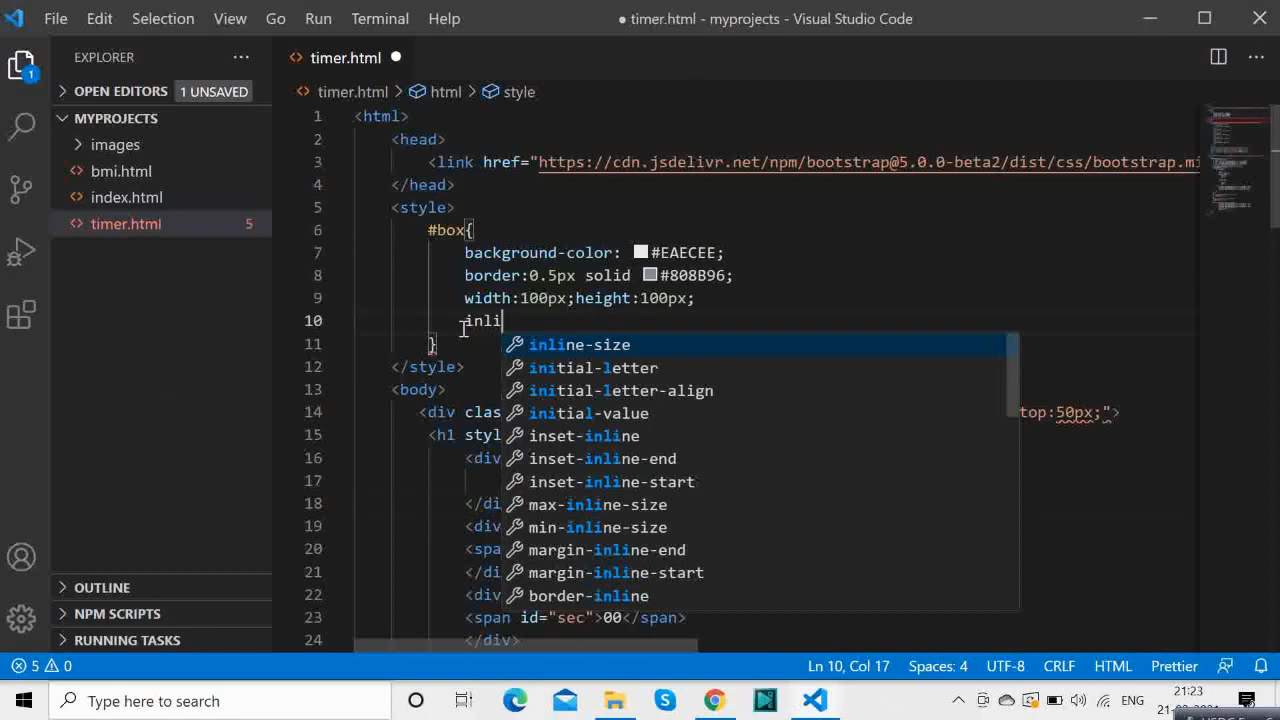 File Edit Selection View Go Run Terminal Help
● timer.html - myprojects - Visual Studio Code
EXPLORER
timer.html
OPEN EDITORS 1 UNSAVED
timer.html > html > style
MYPROJECTS
images
bmi.html
index.html
timer.html 5
1
1 <html>
2 <head>
3 <link href="https://cdn.jsdelivr.net/npm/bootstrap@5.0.0-beta2/dist/css/bootstrap.mi
4 </head>
5 <style>
6 #box{
7 background-color: #EAECEE;
8 border:0.5px solid #808B96;
9 width:100px;height:100px;
10 inli
11 }
12 </style>
13 <body>
14 <div clas top:50px;">
15 <h1 styl
16 <div
17
18 </di
19 <div
20 <spa
21 </di
22 <div
23 <span id="sec">00</span>
24 </div>
inline-size
initial-letter
initial-letter-align
initial-value
inset-inline
inset-inline-end
inset-inline-start
max-inline-size
min-inline-size
margin-inline-end
margin-inline-start
border-inline
OUTLINE
NPM SCRIPTS
RUNNING TASKS
5 0
Ln 10, Col 17 Spaces: 4 UTF-8 CRLF HTML Prettier
Type here to search
ENG
21:23